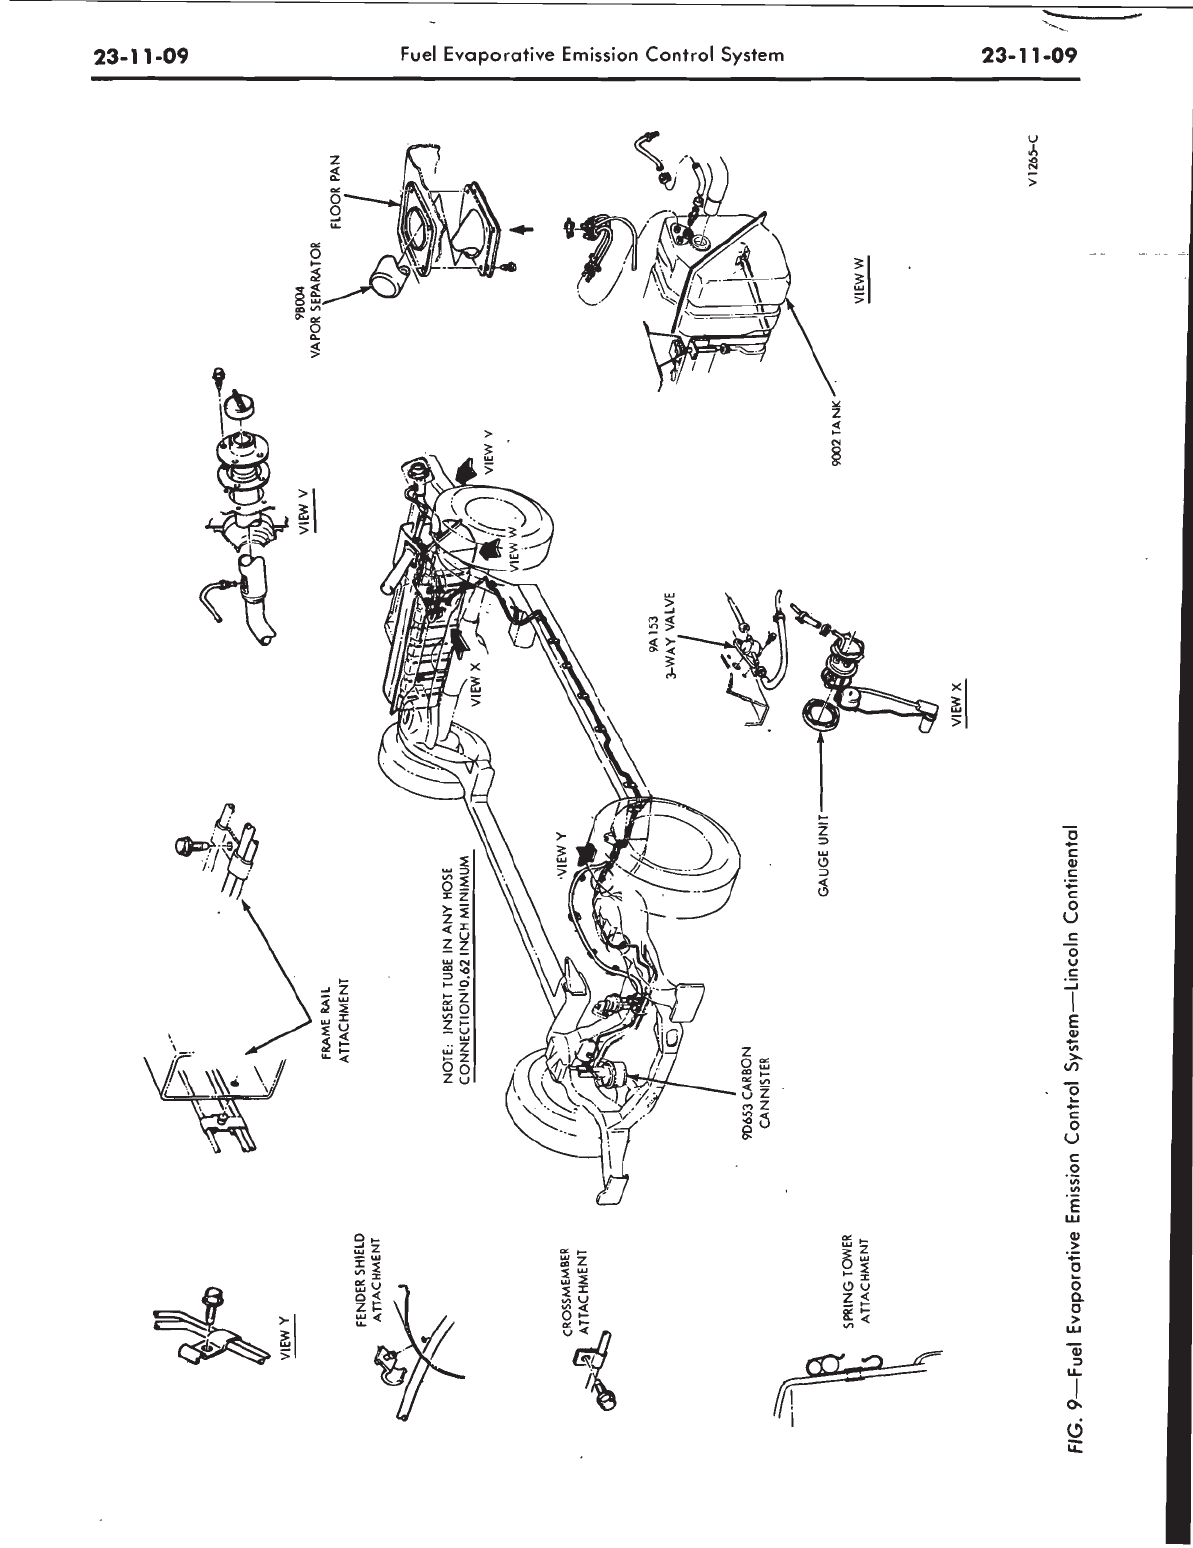 23-11-09
Fuel Evaporative Emission Control System
23-11-09
FLOOR PAN
9B004
VAPOR SEPARATOR
VIEW V
VIEW V
VIEW W
VIEW X
VIEW W
9002 TANK
V1265-C
9A153
3-WAY VALVE
GAUGE UNIT
VIEW X
FRAME RAIL
ATTACHMENT
NOTE: INSERT TUBE IN ANY HOSE
CONNECTION 0.62 INCH MINIMUM
VIEW Y
9D653 CARBON
CANNISTER
VIEW Y
FENDER SHIELD
ATTACHMENT
CROSSMEMBER
ATTACHMENT
SPRING TOWER
ATTACHMENT
FIG. 9—Fuel Evaporative Emission Control System—Lincoln Continental